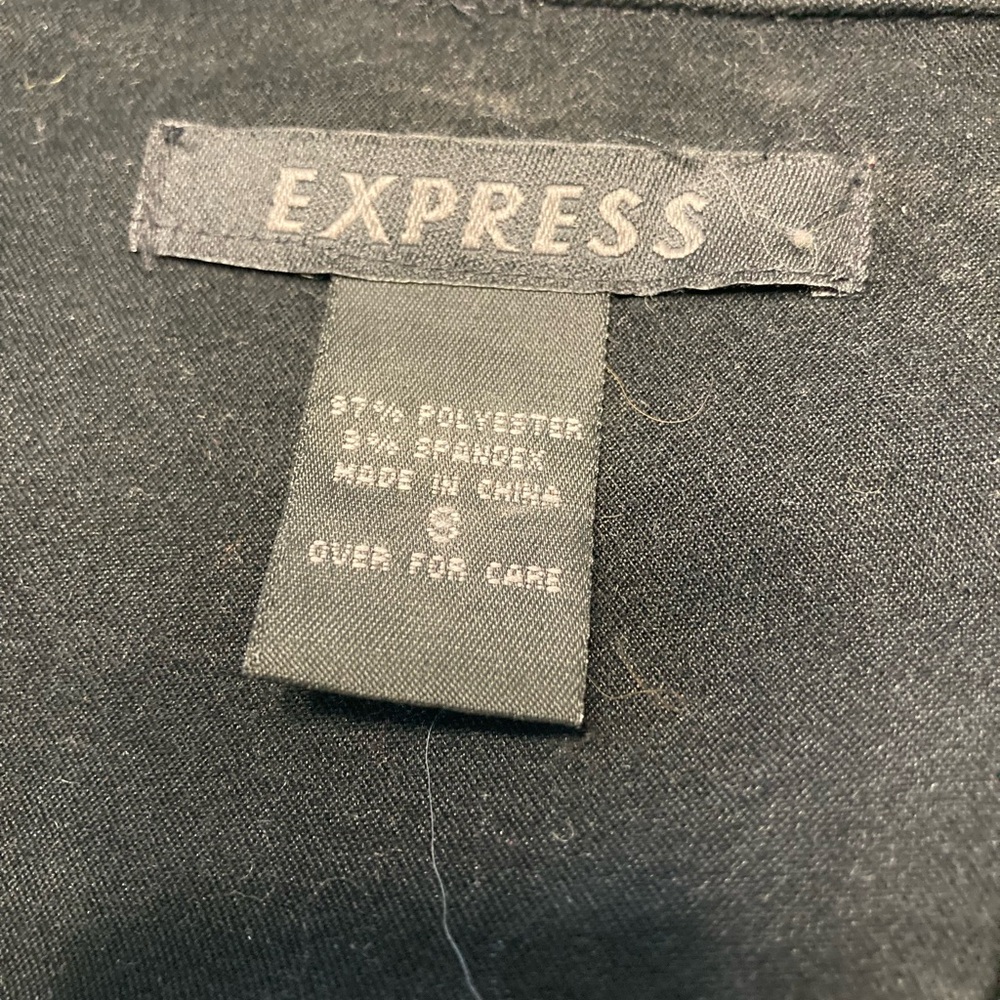 EXPRESS
97% POLYESTER
3% SPANDEX
MADE IN CHINA
S
OVER FOR CARE